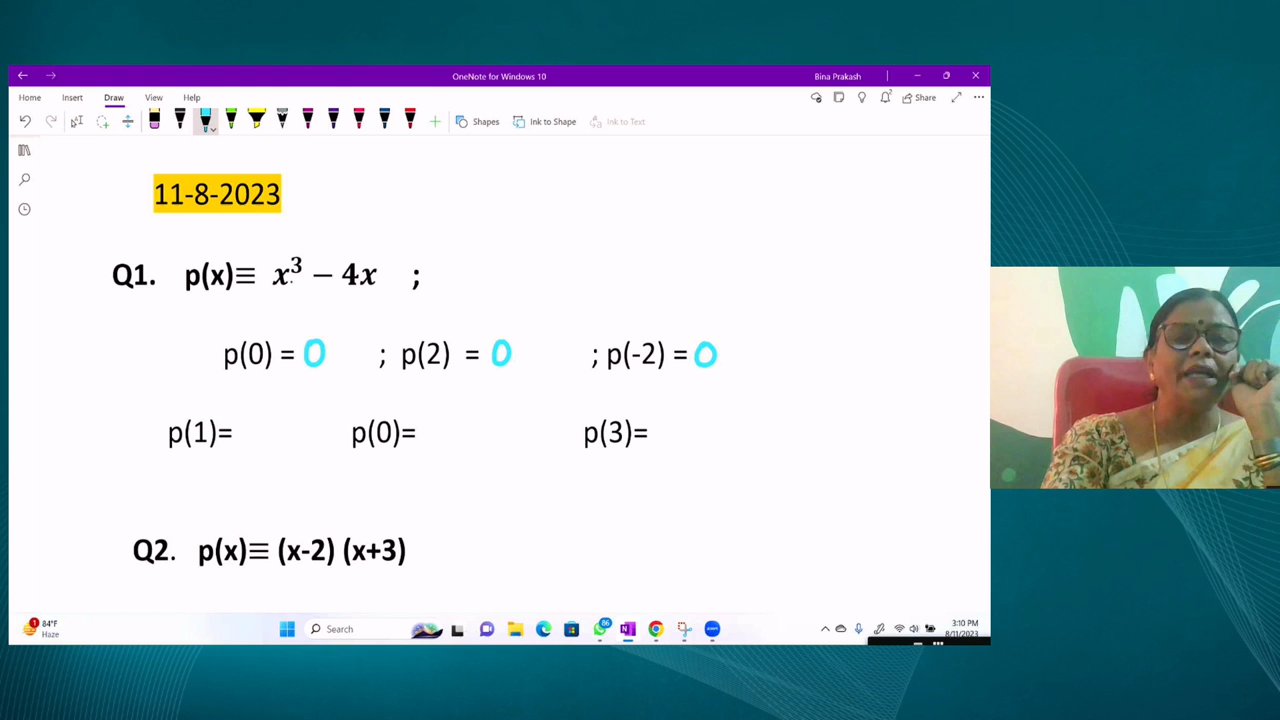 OneNote for Windows 10
Bina Prakash
Home Insert Draw View Help
Share
Shapes Ink to Shape Ink to Text
11-8-2023
Q1. p(x)≡ x³ − 4x ;
p(0) = 0 ; p(2) = 0 ; p(-2) = 0
p(1)= p(0)= p(3)=
Q2. p(x)≡ (x-2) (x+3)
1
84°F
Haze
Search
86
3:10 PM
8/11/2023